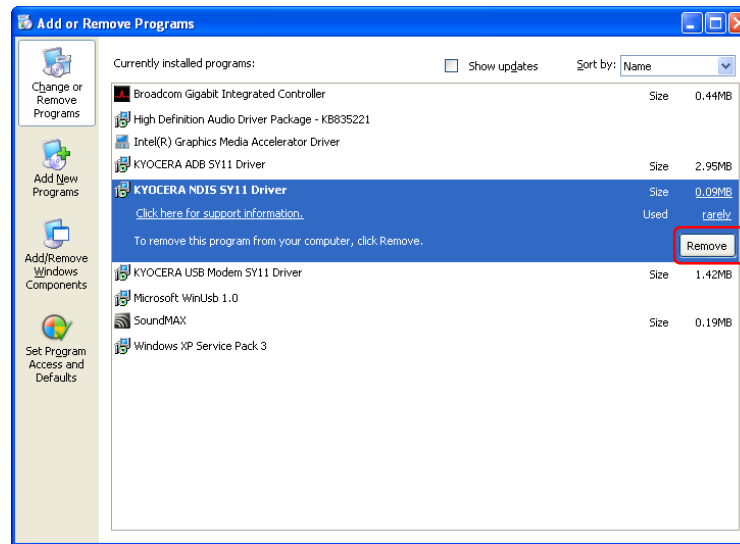 Add or Remove Programs
Change or
Remove
Programs
Add New
Programs
Add/Remove
Windows
Components
Set Program
Access and
Defaults
Currently installed programs:
Show updates
Sort by: Name
Broadcom Gigabit Integrated Controller Size 0.44MB
High Definition Audio Driver Package - KB835221
Intel(R) Graphics Media Accelerator Driver
KYOCERA ADB SY11 Driver Size 2.95MB
KYOCERA NDIS SY11 Driver Size 0.09MB
Click here for support information. Used rarely
To remove this program from your computer, click Remove. Remove
KYOCERA USB Modem SY11 Driver Size 1.42MB
Microsoft WinUsb 1.0
SoundMAX Size 0.19MB
Windows XP Service Pack 3